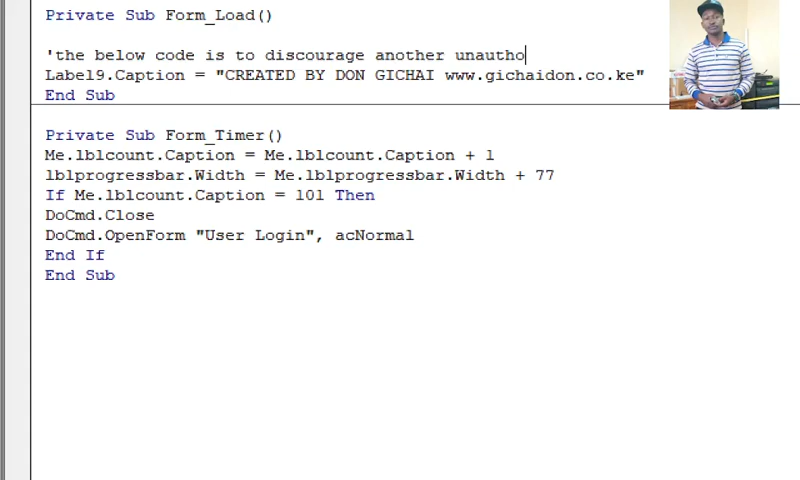 Private Sub Form_Load()
'the below code is to discourage another unautho
Label9.Caption = "CREATED BY DON GICHAI www.gichaidon.co.ke"
End Sub
Private Sub Form_Timer()
Me.lblcount.Caption = Me.lblcount.Caption + 1
lblprogressbar.Width = Me.lblprogressbar.Width + 77
If Me.lblcount.Caption = 101 Then
DoCmd.Close
DoCmd.OpenForm "User Login", acNormal
End If
End Sub